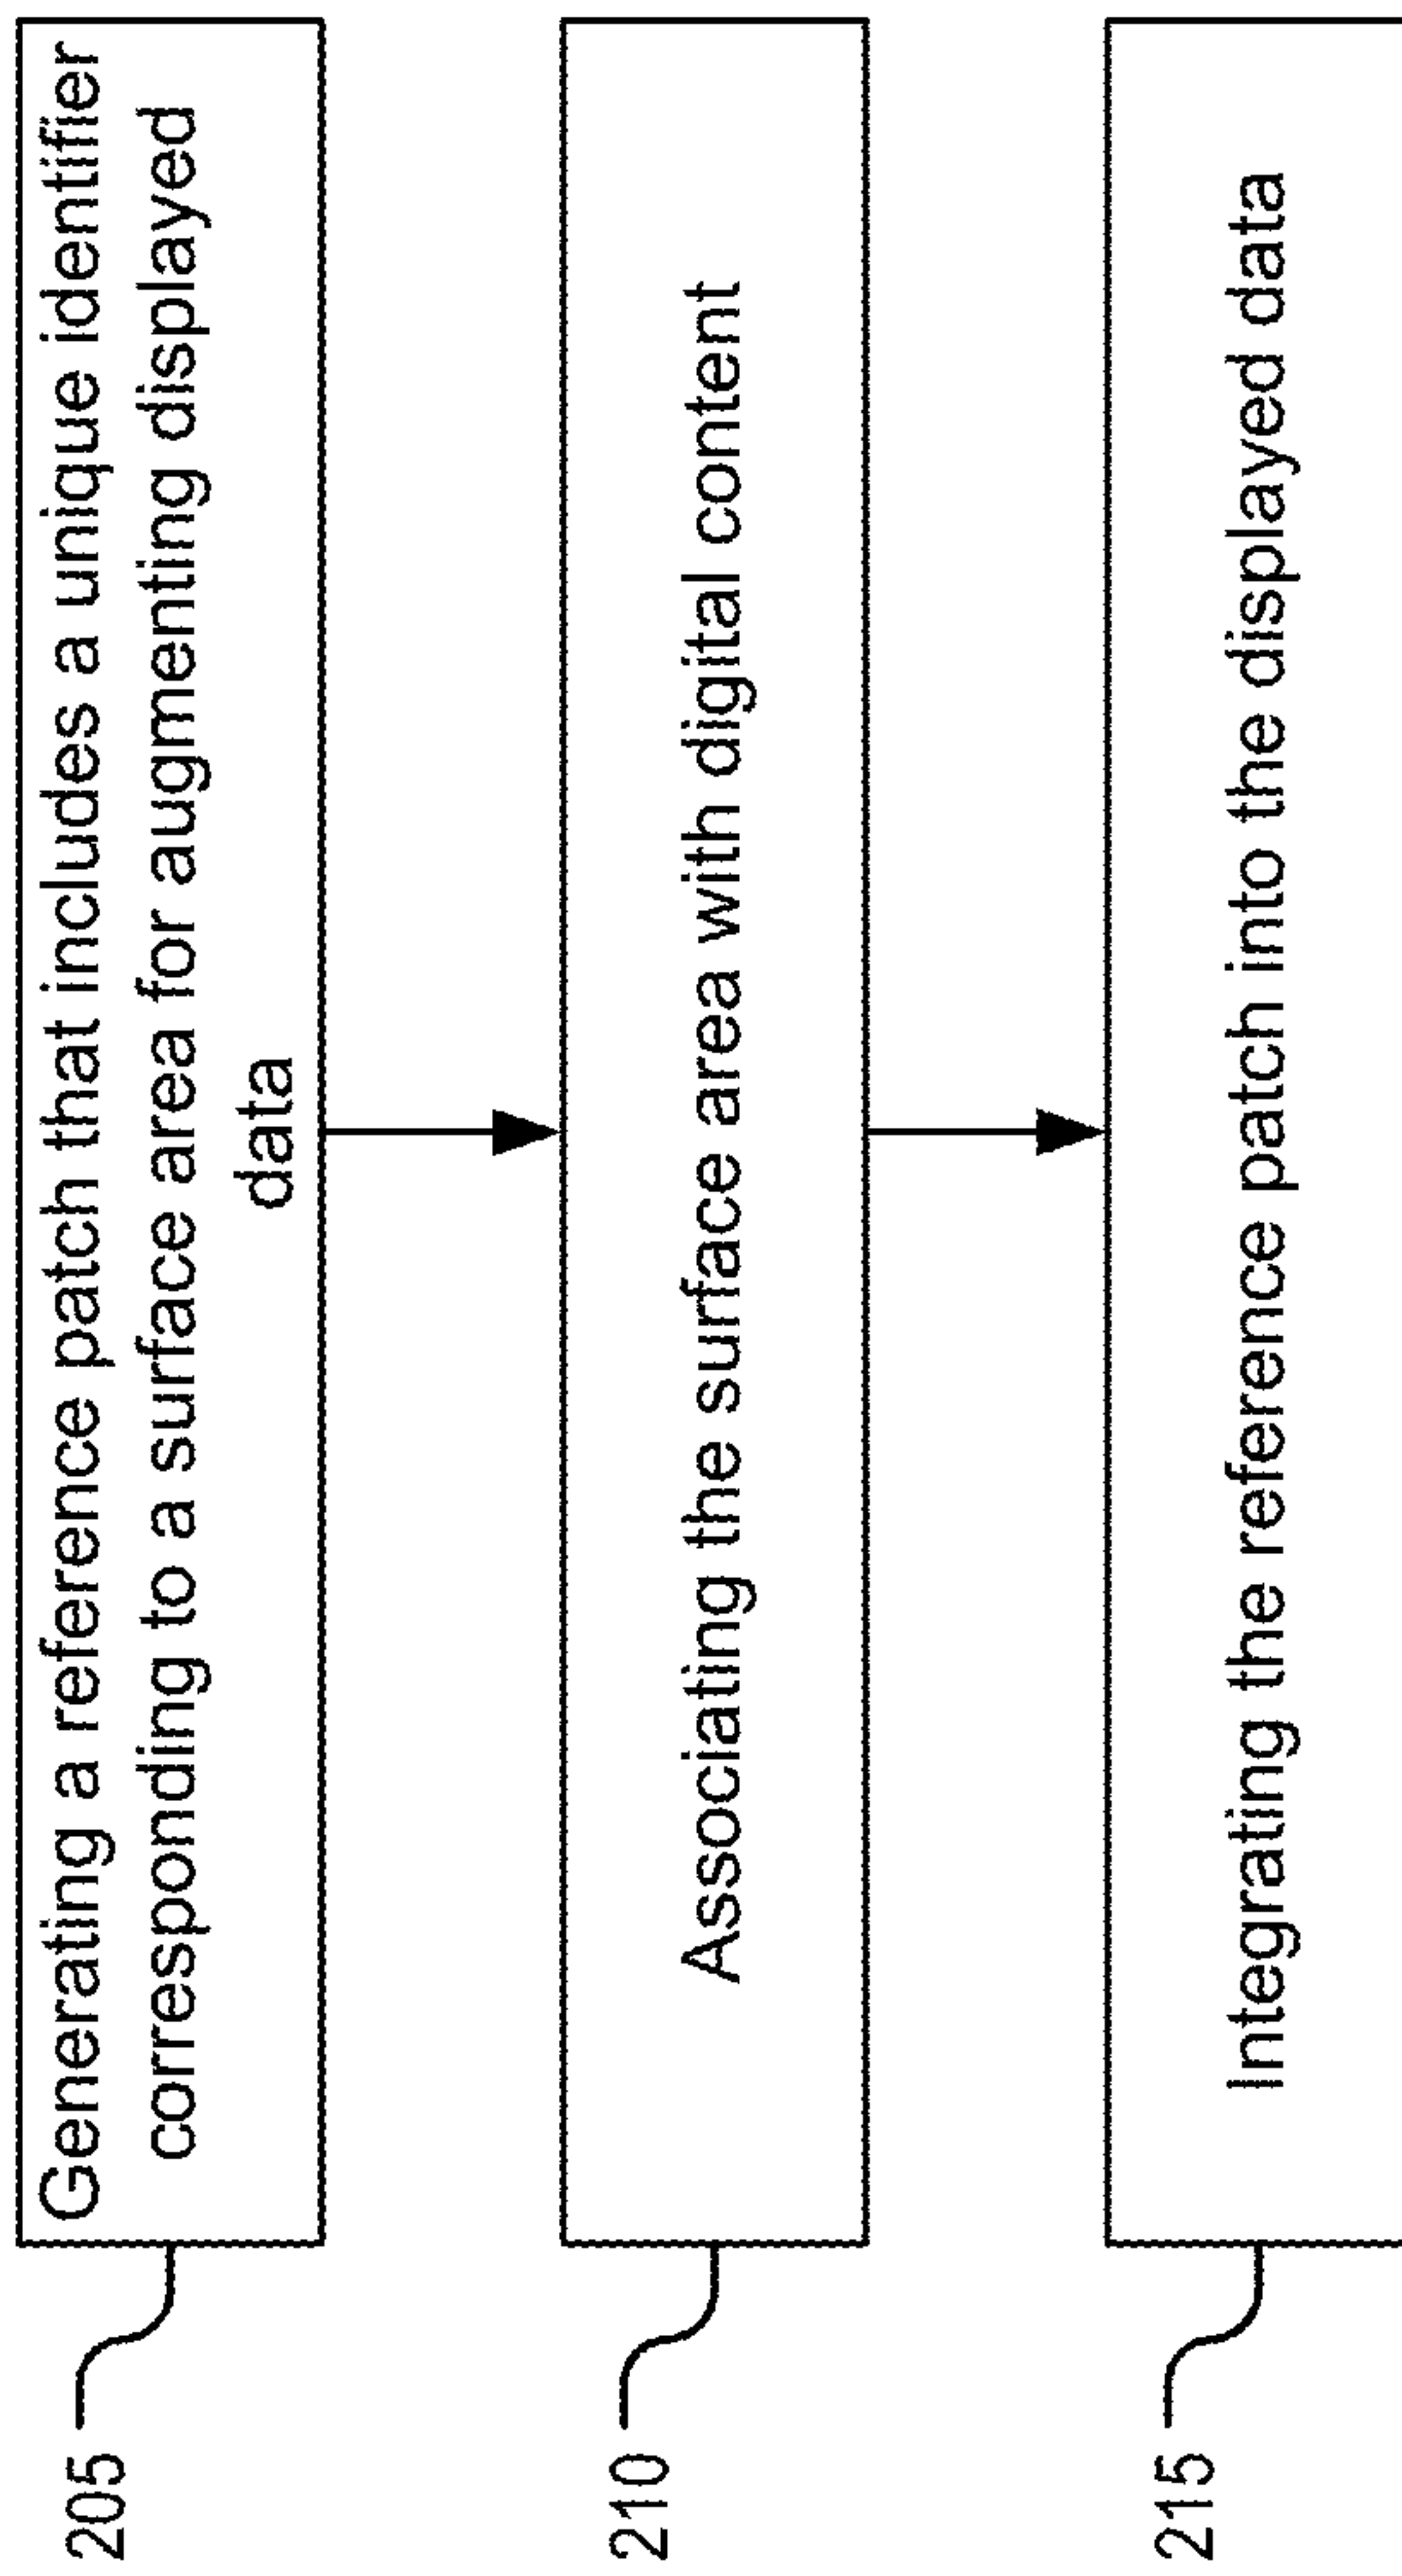 205
Generating a reference patch that includes a unique identifier
corresponding to a surface area for augmenting displayed
data
210
Associating the surface area with digital content
215
Integrating the reference patch into the displayed data